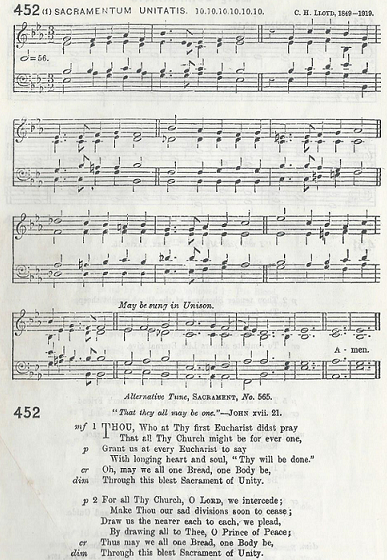 452 (1) SACRAMENTUM UNITATIS. 10.10.10.10.10.10. C. H. LLOYD, 1849–1919.
=56.
May be sung in Unison.
A - men.
Alternative Tune, SACRAMENT, No. 565.
452 "That they all may be one."—JOHN xvii. 21.
mf 1 THOU, Who at Thy first Eucharist didst pray
That all Thy Church might be for ever one,
p Grant us at every Eucharist to say
With longing heart and soul, "Thy will be done."
cr Oh, may we all one Bread, one Body be,
dim Through this blest Sacrament of Unity.
p 2 For all Thy Church, O LORD, we intercede;
Make Thou our sad divisions soon to cease;
Draw us the nearer each to each, we plead,
By drawing all to Thee, O Prince of Peace;
cr Thus may we all one Bread, one Body be,
dim Through this blest Sacrament of Unity.